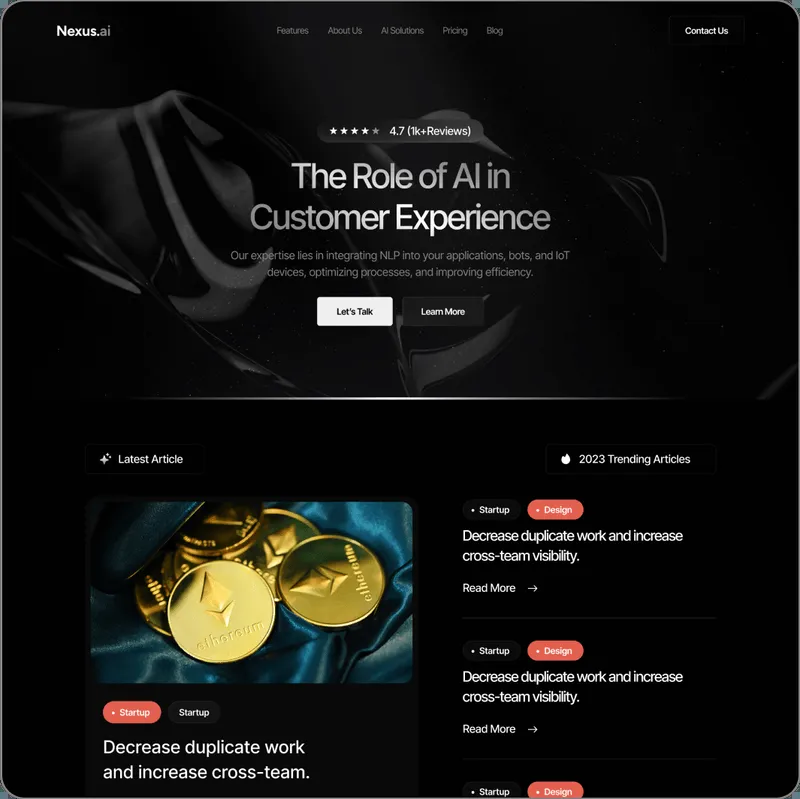 Nexus.ai
Features
About Us
AI Solutions
Pricing
Blog
Contact Us
4.7 (1k+Reviews)
The Role of AI in
Customer Experience
Our expertise lies in integrating NLP into your applications, bots, and IoT
devices, optimizing processes, and improving efficiency.
Let's Talk
Learn More
Latest Article
ethereum
ethereum
Startup
Startup
Decrease duplicate work
and increase cross-team.
2023 Trending Articles
Startup
Design
Decrease duplicate work and increase
cross-team visibility.
Read More
Startup
Design
Decrease duplicate work and increase
cross-team visibility.
Read More
Startup
Design